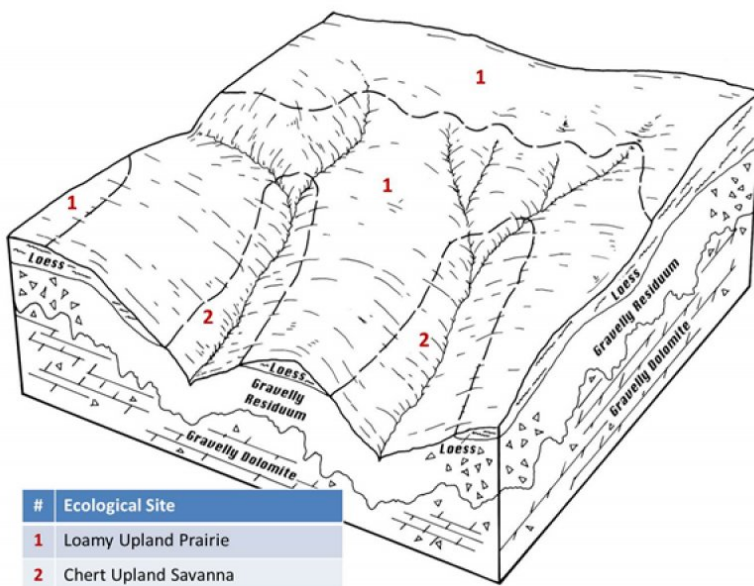 1
1
1
Loess
Loess
2
2
Loess
Gravelly Residuum
Gravelly
Residuum
Gravelly Dolomite
Gravelly Dolomite
Loess
# Ecological Site
1 Loamy Upland Prairie
2 Chert Upland Savanna